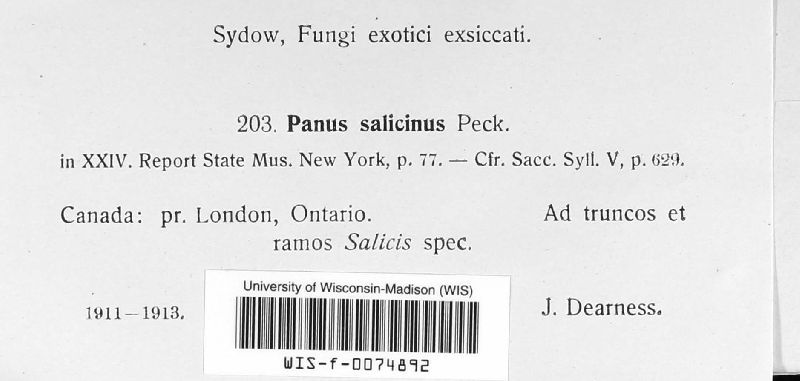 Sydow, Fungi exotici exsiccati.
203. Panus salicinus Peck.
in XXIV. Report State Mus. New York, p. 77. — Cfr. Sacc. Syll. V, p. 629.
Canada: pr. London, Ontario. Ad truncos et
ramos Salicis spec.
1911–1913. J. Dearness.
University of Wisconsin-Madison (WIS)
WIS-f-0074892